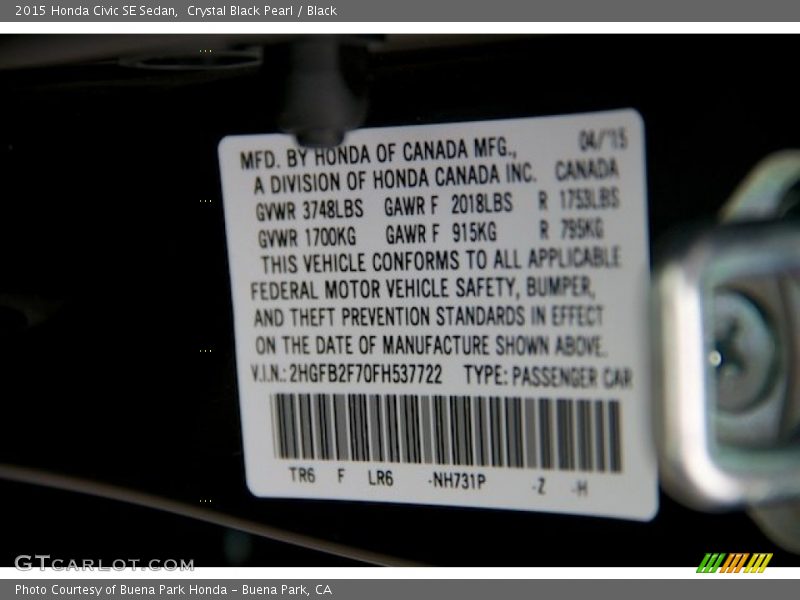 2015 Honda Civic SE Sedan, Crystal Black Pearl / Black
04/'15
MFD. BY HONDA OF CANADA MFG.,
A DIVISION OF HONDA CANADA INC. CANADA
GVWR 3748LBS GAWR F 2018LBS R 1753LBS
GVWR 1700KG GAWR F 915KG R 795KG
THIS VEHICLE CONFORMS TO ALL APPLICABLE
FEDERAL MOTOR VEHICLE SAFETY, BUMPER,
AND THEFT PREVENTION STANDARDS IN EFFECT
ON THE DATE OF MANUFACTURE SHOWN ABOVE.
V.I.N.: 2HGFB2F70FH537722 TYPE: PASSENGER CAR
TR6 F LR6 -NH731P -Z -H
GTCARLOT.COM
Photo Courtesy of Buena Park Honda - Buena Park, CA